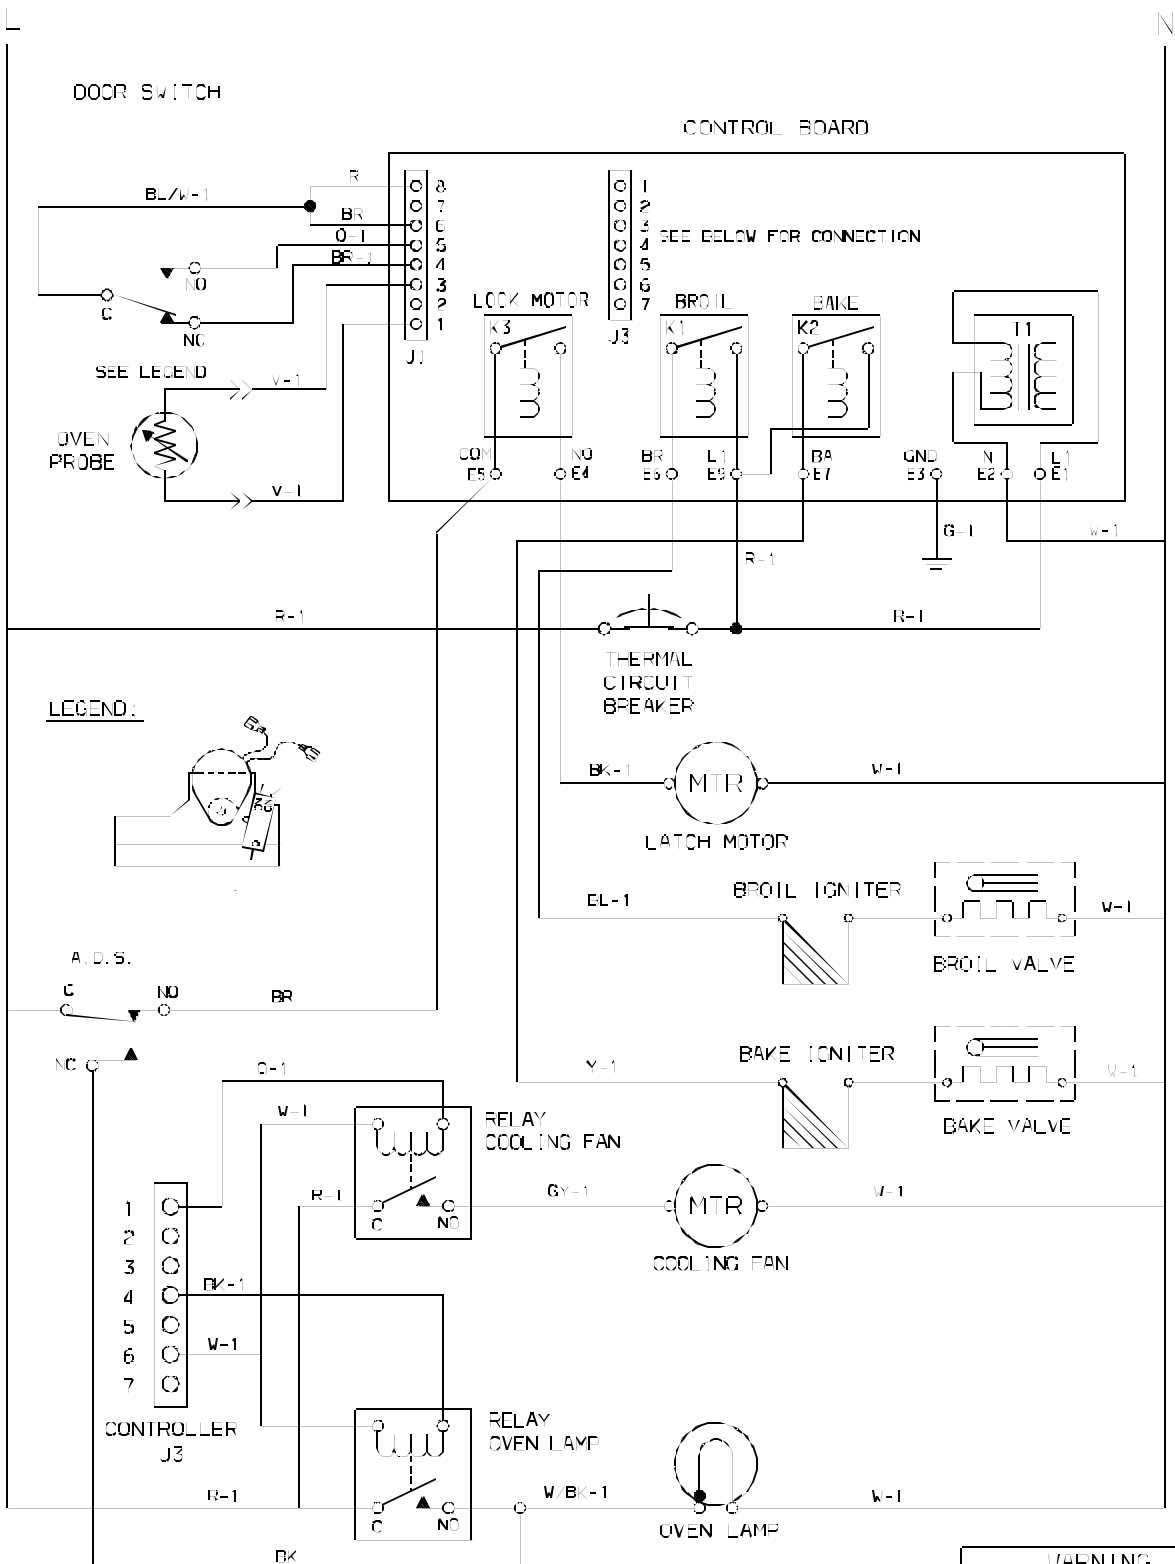 L
N
DOOR SWITCH
CONTROL BOARD
R
BL/W-1
BR
O-1
BR-1
8
7
6
5
4
3
2
1
J1
1
2
3
4
5
6
7
J3
SEE BELOW FOR CONNECTION
NO
C
NC
SEE LEGEND
V-1
OVEN
PROBE
V-1
LOCK MOTOR
K3
BROIL
K1
BAKE
K2
T1
COM
E5
NO
E4
BR
E6
L1
E9
BA
E7
GND
E3
N
E2
L1
E1
G-1
W-1
R-1
R-1
R-1
THERMAL
CIRCUIT
BREAKER
LEGEND:
BK-1
MTR
W-1
LATCH MOTOR
BL-1
BROIL IGNITER
W-1
BROIL VALVE
A.D.S.
C
NO
BR
NC
Y-1
BAKE IGNITER
W-1
BAKE VALVE
O-1
W-1
RELAY
COOLING FAN
R-1
C
NO
GY-1
MTR
W-1
COOLING FAN
1
2
3
4
5
6
7
BK-1
W-1
CONTROLLER
J3
RELAY
OVEN LAMP
R-1
C
NO
W/BK-1
W-1
OVEN LAMP
BK
WARNING